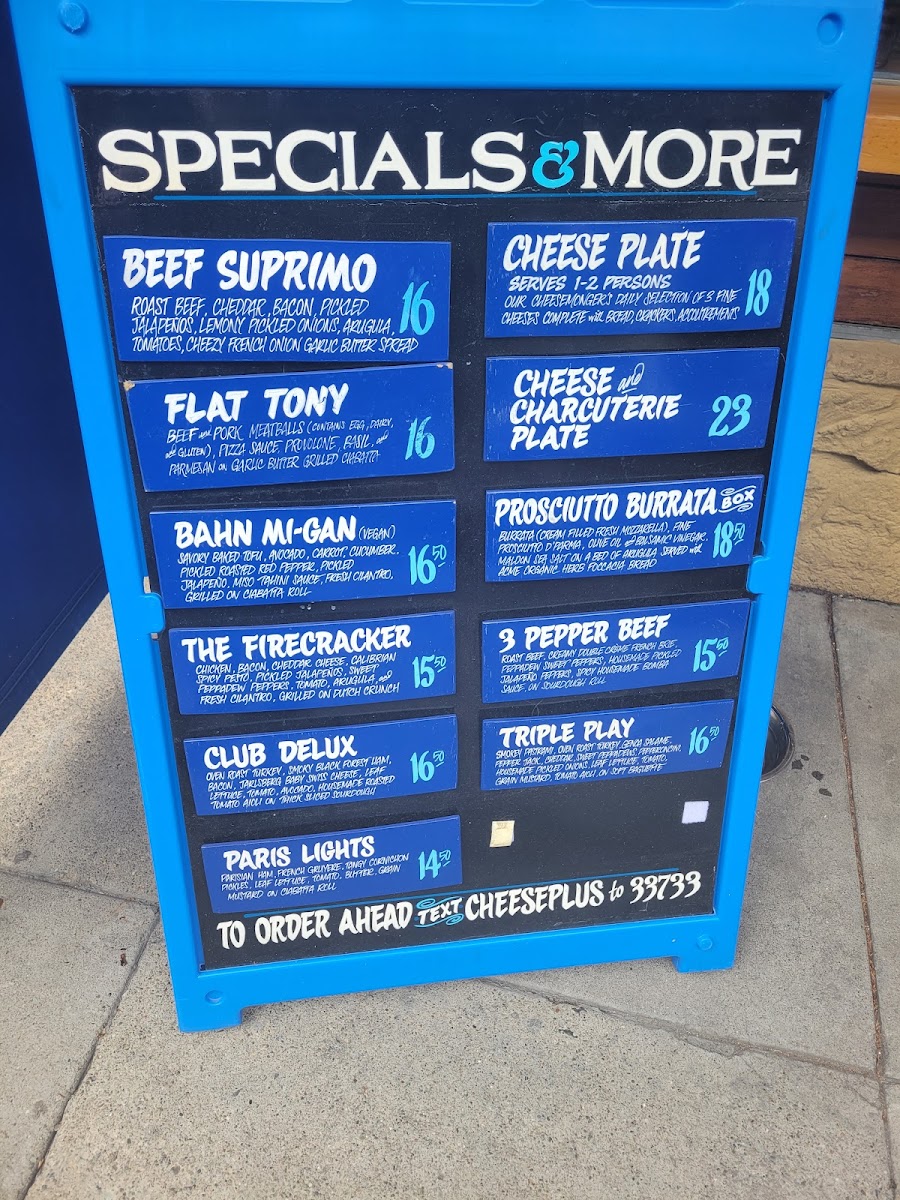 SPECIALS & MORE
BEEF SUPRIMO
ROAST BEEF, CHEDDAR, BACON, PICKLED
JALAPEÑOS, LEMONY PICKLED ONIONS, ARUGULA,
TOMATOES, CHEEZY FRENCH ONION GARLIC BUTTER SPREAD
16
FLAT TONY
BEEF and PORK MEATBALLS (CONTAINS EGG, DAIRY,
and GLUTEN), PIZZA SAUCE, PROVOLONE, BASIL, and
PARMESAN on GARLIC BUTTER GRILLED CIABATTA
16
BAHN MI-GAN (VEGAN)
SAVORY BAKED TOFU, AVOCADO, CARROT, CUCUMBER,
PICKLED ROASTED RED PEPPER, PICKLED
JALAPEÑO, MISO TAHINI SAUCE, FRESH CILANTRO,
GRILLED ON CIABATTA ROLL
16.50
THE FIRECRACKER
CHICKEN, BACON, CHEDDAR CHEESE, CALIBRIAN
SPICY PESTO, PICKLED JALAPEÑOS, SWEET
PEPPADEW PEPPERS, TOMATO, ARUGULA, and
FRESH CILANTRO, GRILLED ON DUTCH CRUNCH
15.50
CLUB DELUX
OVEN ROAST TURKEY, SMOKY BLACK FOREST HAM,
BACON, JARLSBERG BABY SWISS CHEESE, LEAF
LETTUCE, TOMATO, AVOCADO, HOUSEMADE ROASTED
TOMATO AIOLI ON THICK SLICED SOURDOUGH
16.50
PARIS LIGHTS
PARISIAN HAM, FRENCH GRUYERE, TANGY CORNICHON
PICKLES, LEAF LETTUCE, TOMATO, BUTTER, GRAIN
MUSTARD ON CIABATTA ROLL
14.50
CHEESE PLATE
SERVES 1-2 PERSONS
OUR CHEESEMONGER'S DAILY SELECTION OF 3 FINE
CHEESES COMPLETE with BREAD, CRACKERS, ACCOUTREMENTS
18
CHEESE and
CHARCUTERIE
PLATE
23
PROSCIUTTO BURRATA BOX
BURRATA (CREAM FILLED FRESH MOZZARELLA), FINE
PROSCIUTTO D'PARMA, OLIVE OIL and BALSAMIC VINEGAR,
MALDON SEA SALT ON A BED OF ARUGULA SERVED with
ACME ORGANIC HERB FOCCACIA BREAD
18.50
3 PEPPER BEEF
ROAST BEEF, CREAMY DOUBLE CREME FRENCH BRIE,
PEPPADEW SWEET PEPPERS, HOUSEMADE PICKLED
JALAPEÑO PEPPERS, SPICY HOUSEMADE BOMBA
SAUCE, ON SOURDOUGH ROLL
15.50
TRIPLE PLAY
SMOKEY PASTRAMI, OVEN ROAST TURKEY, GENOA SALAME,
PEPPER JACK, CHEDDAR, SWEET PEPPADEWS, PEPPERONCINI,
HOUSEMADE PICKLED ONIONS, LEAF LETTUCE, TOMATO,
GRAIN MUSTARD, TOMATO AIOLI ON SOFT BAGUETTE
16.50
TO ORDER AHEAD TEXT CHEESEPLUS to 33733